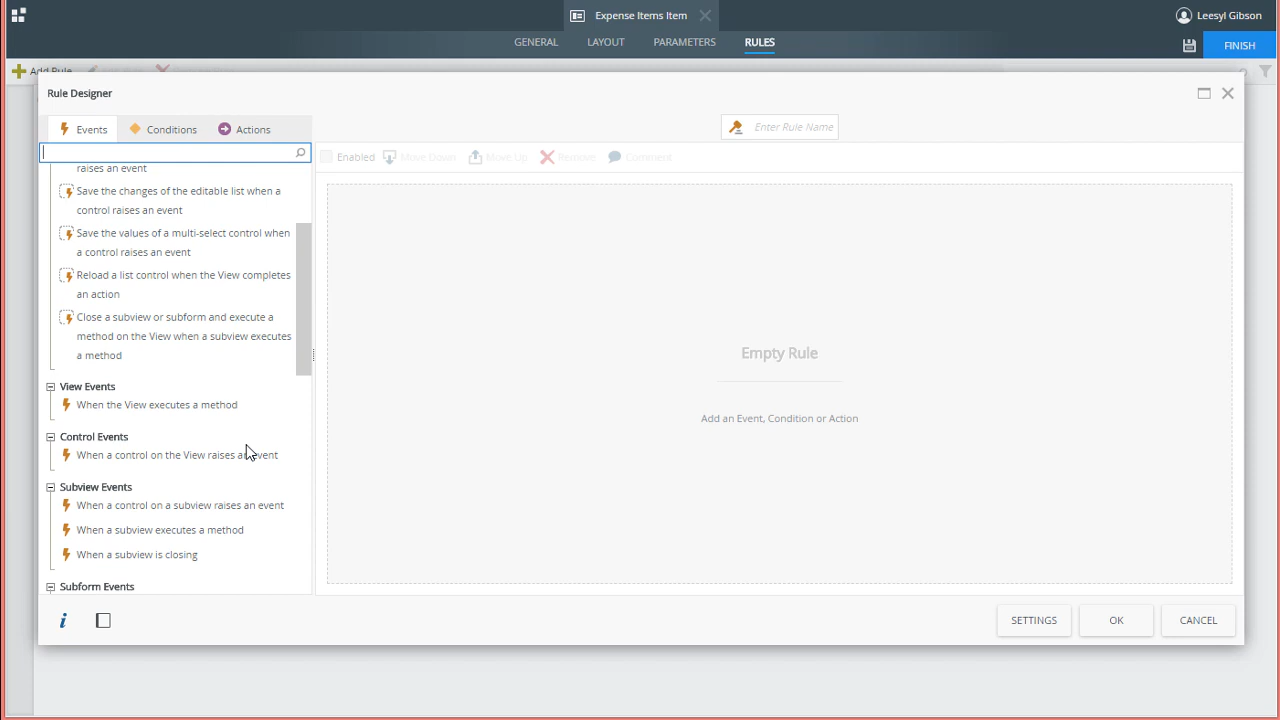 Expense Items Item
Leesyl Gibson
GENERAL
LAYOUT
PARAMETERS
RULES
FINISH
Add Rule
Rule Designer
Events
Conditions
Actions
Enter Rule Name
Enabled
Move Down
Move Up
Remove
Comment
raises an event
Save the changes of the editable list when a
control raises an event
Save the values of a multi-select control when
a control raises an event
Reload a list control when the View completes
an action
Close a subview or subform and execute a
method on the View when a subview executes
a method
View Events
When the View executes a method
Control Events
When a control on the View raises an event
Subview Events
When a control on a subview raises an event
When a subview executes a method
When a subview is closing
Subform Events
Empty Rule
Add an Event, Condition or Action
SETTINGS
OK
CANCEL